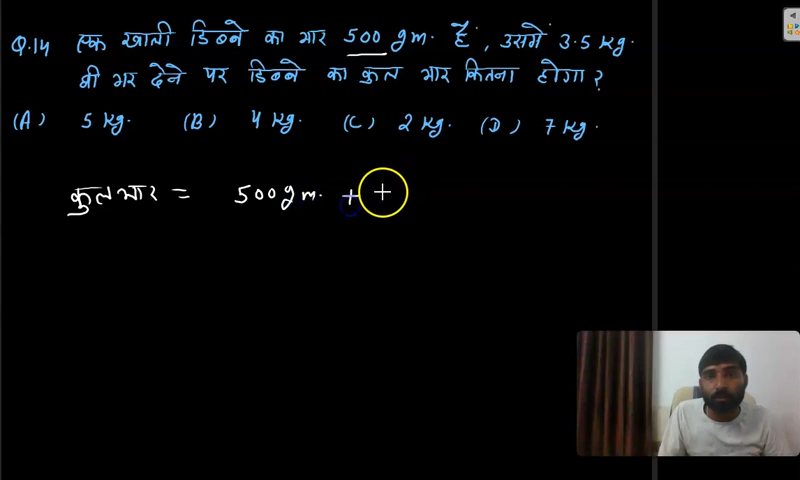 Q.14 एक खाली डिब्बे का भार 500 gm. है, उसमें 3.5 kg.
घी भर देने पर डिब्बे का कुल भार कितना होगा?
(A) 5 kg. (B) 4 kg. (C) 2 kg. (D) 7 kg.
कुल भार = 500 gm. +